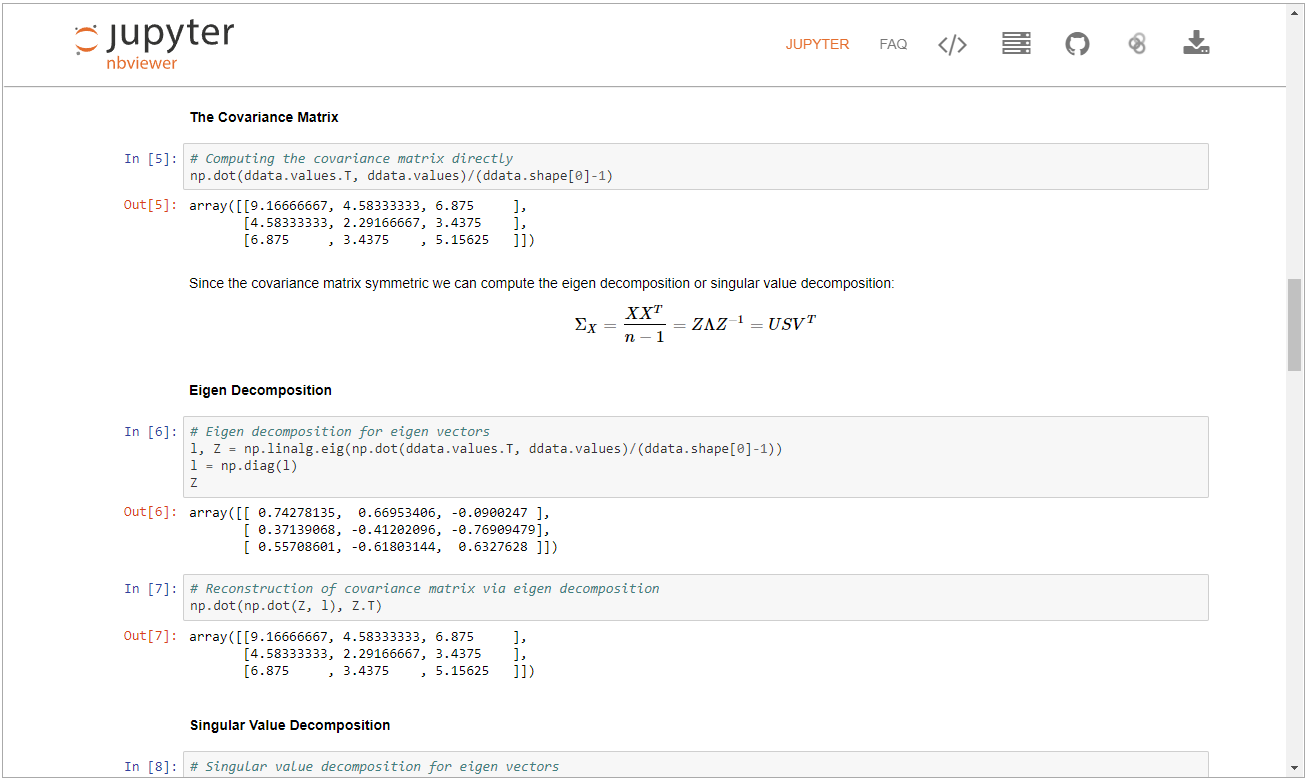 jupyter
nbviewer
JUPYTER FAQ </>
The Covariance Matrix
In [5]: # Computing the covariance matrix directly
np.dot(ddata.values.T, ddata.values)/(ddata.shape[0]-1)
Out[5]: array([[9.16666667, 4.58333333, 6.875     ],
       [4.58333333, 2.29166667, 3.4375    ],
       [6.875     , 3.4375    , 5.15625   ]])
Since the covariance matrix symmetric we can compute the eigen decomposition or singular value decomposition:
Σ_X = XX^T / (n − 1) = ZΛZ^−1 = USV^T
Eigen Decomposition
In [6]: # Eigen decomposition for eigen vectors
l, Z = np.linalg.eig(np.dot(ddata.values.T, ddata.values)/(ddata.shape[0]-1))
l = np.diag(l)
Z
Out[6]: array([[ 0.74278135,  0.66953406, -0.0900247 ],
       [ 0.37139068, -0.41202096, -0.76909479],
       [ 0.55708601, -0.61803144,  0.6327628 ]])
In [7]: # Reconstruction of covariance matrix via eigen decomposition
np.dot(np.dot(Z, l), Z.T)
Out[7]: array([[9.16666667, 4.58333333, 6.875     ],
       [4.58333333, 2.29166667, 3.4375    ],
       [6.875     , 3.4375    , 5.15625   ]])
Singular Value Decomposition
In [8]: # Singular value decomposition for eigen vectors